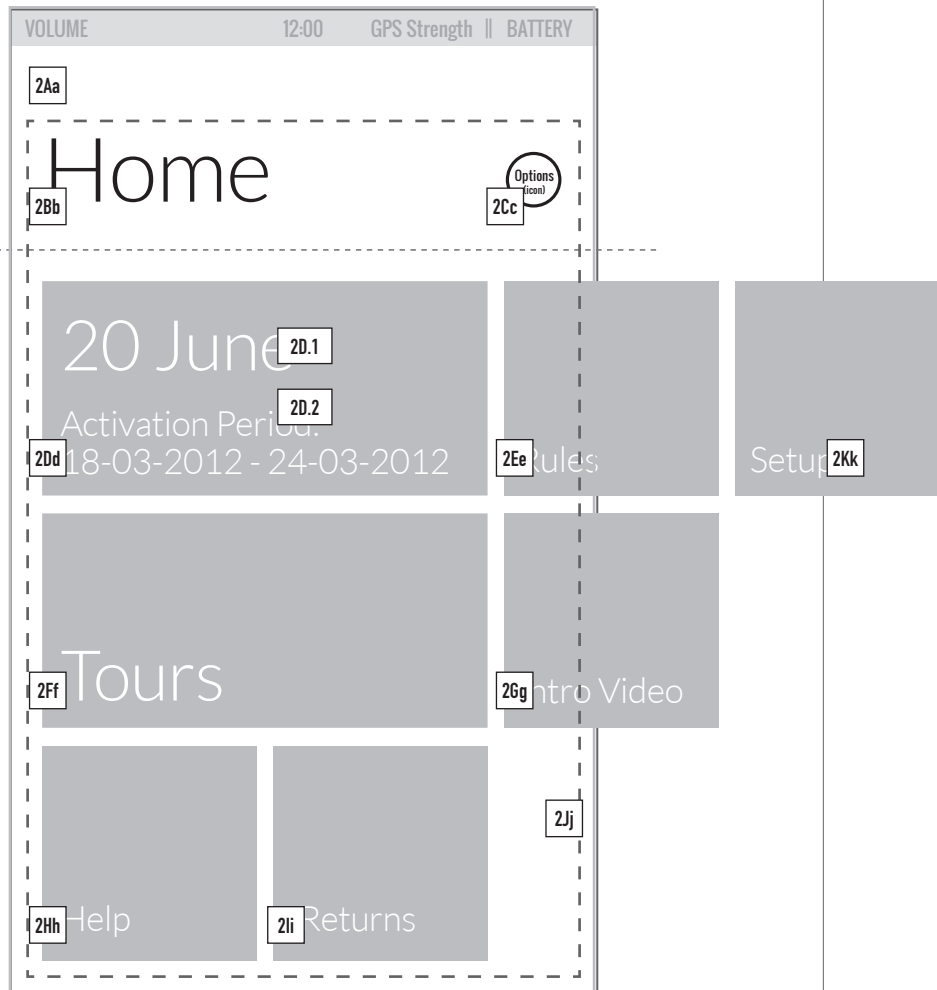 VOLUME 12:00 GPS Strength || BATTERY
2Aa
Home
Options
(icon)
2Bb
2Cc
20 June
2D.1
2D.2
Activation Period:
18-03-2012 - 24-03-2012
2Dd
2Ee
Rules
Setup
2Kk
Tours
2Ff
2Gg
Intro Video
2Jj
2Hh
Help
2Ii
Returns